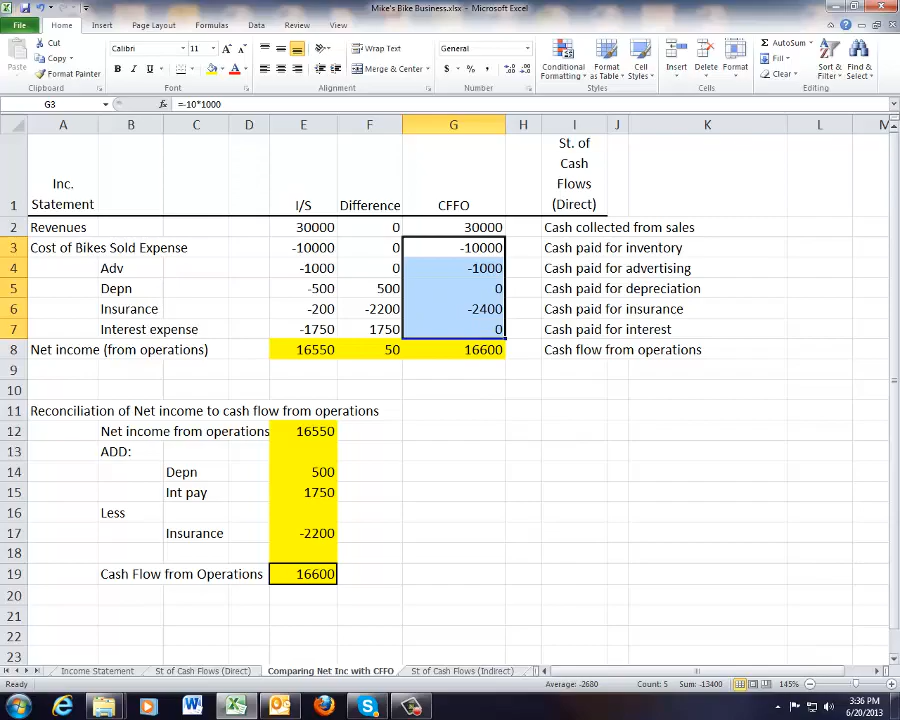 Mike's Bike Business.xlsx - Microsoft Excel
File Home Insert Page Layout Formulas Data Review View
Cut
Copy
Format Painter
Paste
Clipboard
Calibri 11
B I U
Font
Wrap Text
Merge & Center
Alignment
General
$ % ,
Number
Conditional Formatting
Format as Table
Cell Styles
Styles
Insert Delete Format
Cells
AutoSum
Fill
Clear
Sort & Filter
Find & Select
Editing
G3 fx =-10*1000
A B C D E F G H I J K L M
1 Inc. Statement I/S Difference CFFO St. of Cash Flows (Direct)
2 Revenues 30000 0 30000 Cash collected from sales
3 Cost of Bikes Sold Expense -10000 0 -10000 Cash paid for inventory
4 Adv -1000 0 -1000 Cash paid for advertising
5 Depn -500 500 0 Cash paid for depreciation
6 Insurance -200 -2200 -2400 Cash paid for insurance
7 Interest expense -1750 1750 0 Cash paid for interest
8 Net income (from operations) 16550 50 16600 Cash flow from operations
9
10
11 Reconciliation of Net income to cash flow from operations
12 Net income from operations 16550
13 ADD:
14 Depn 500
15 Int pay 1750
16 Less
17 Insurance -2200
18
19 Cash Flow from Operations 16600
20
21
22
23
Income Statement St of Cash Flows (Direct) Comparing Net Inc with CFFO St of Cash Flows (Indirect)
Ready Average: -2680 Count: 5 Sum: -13400 145%
3:36 PM
6/20/2013